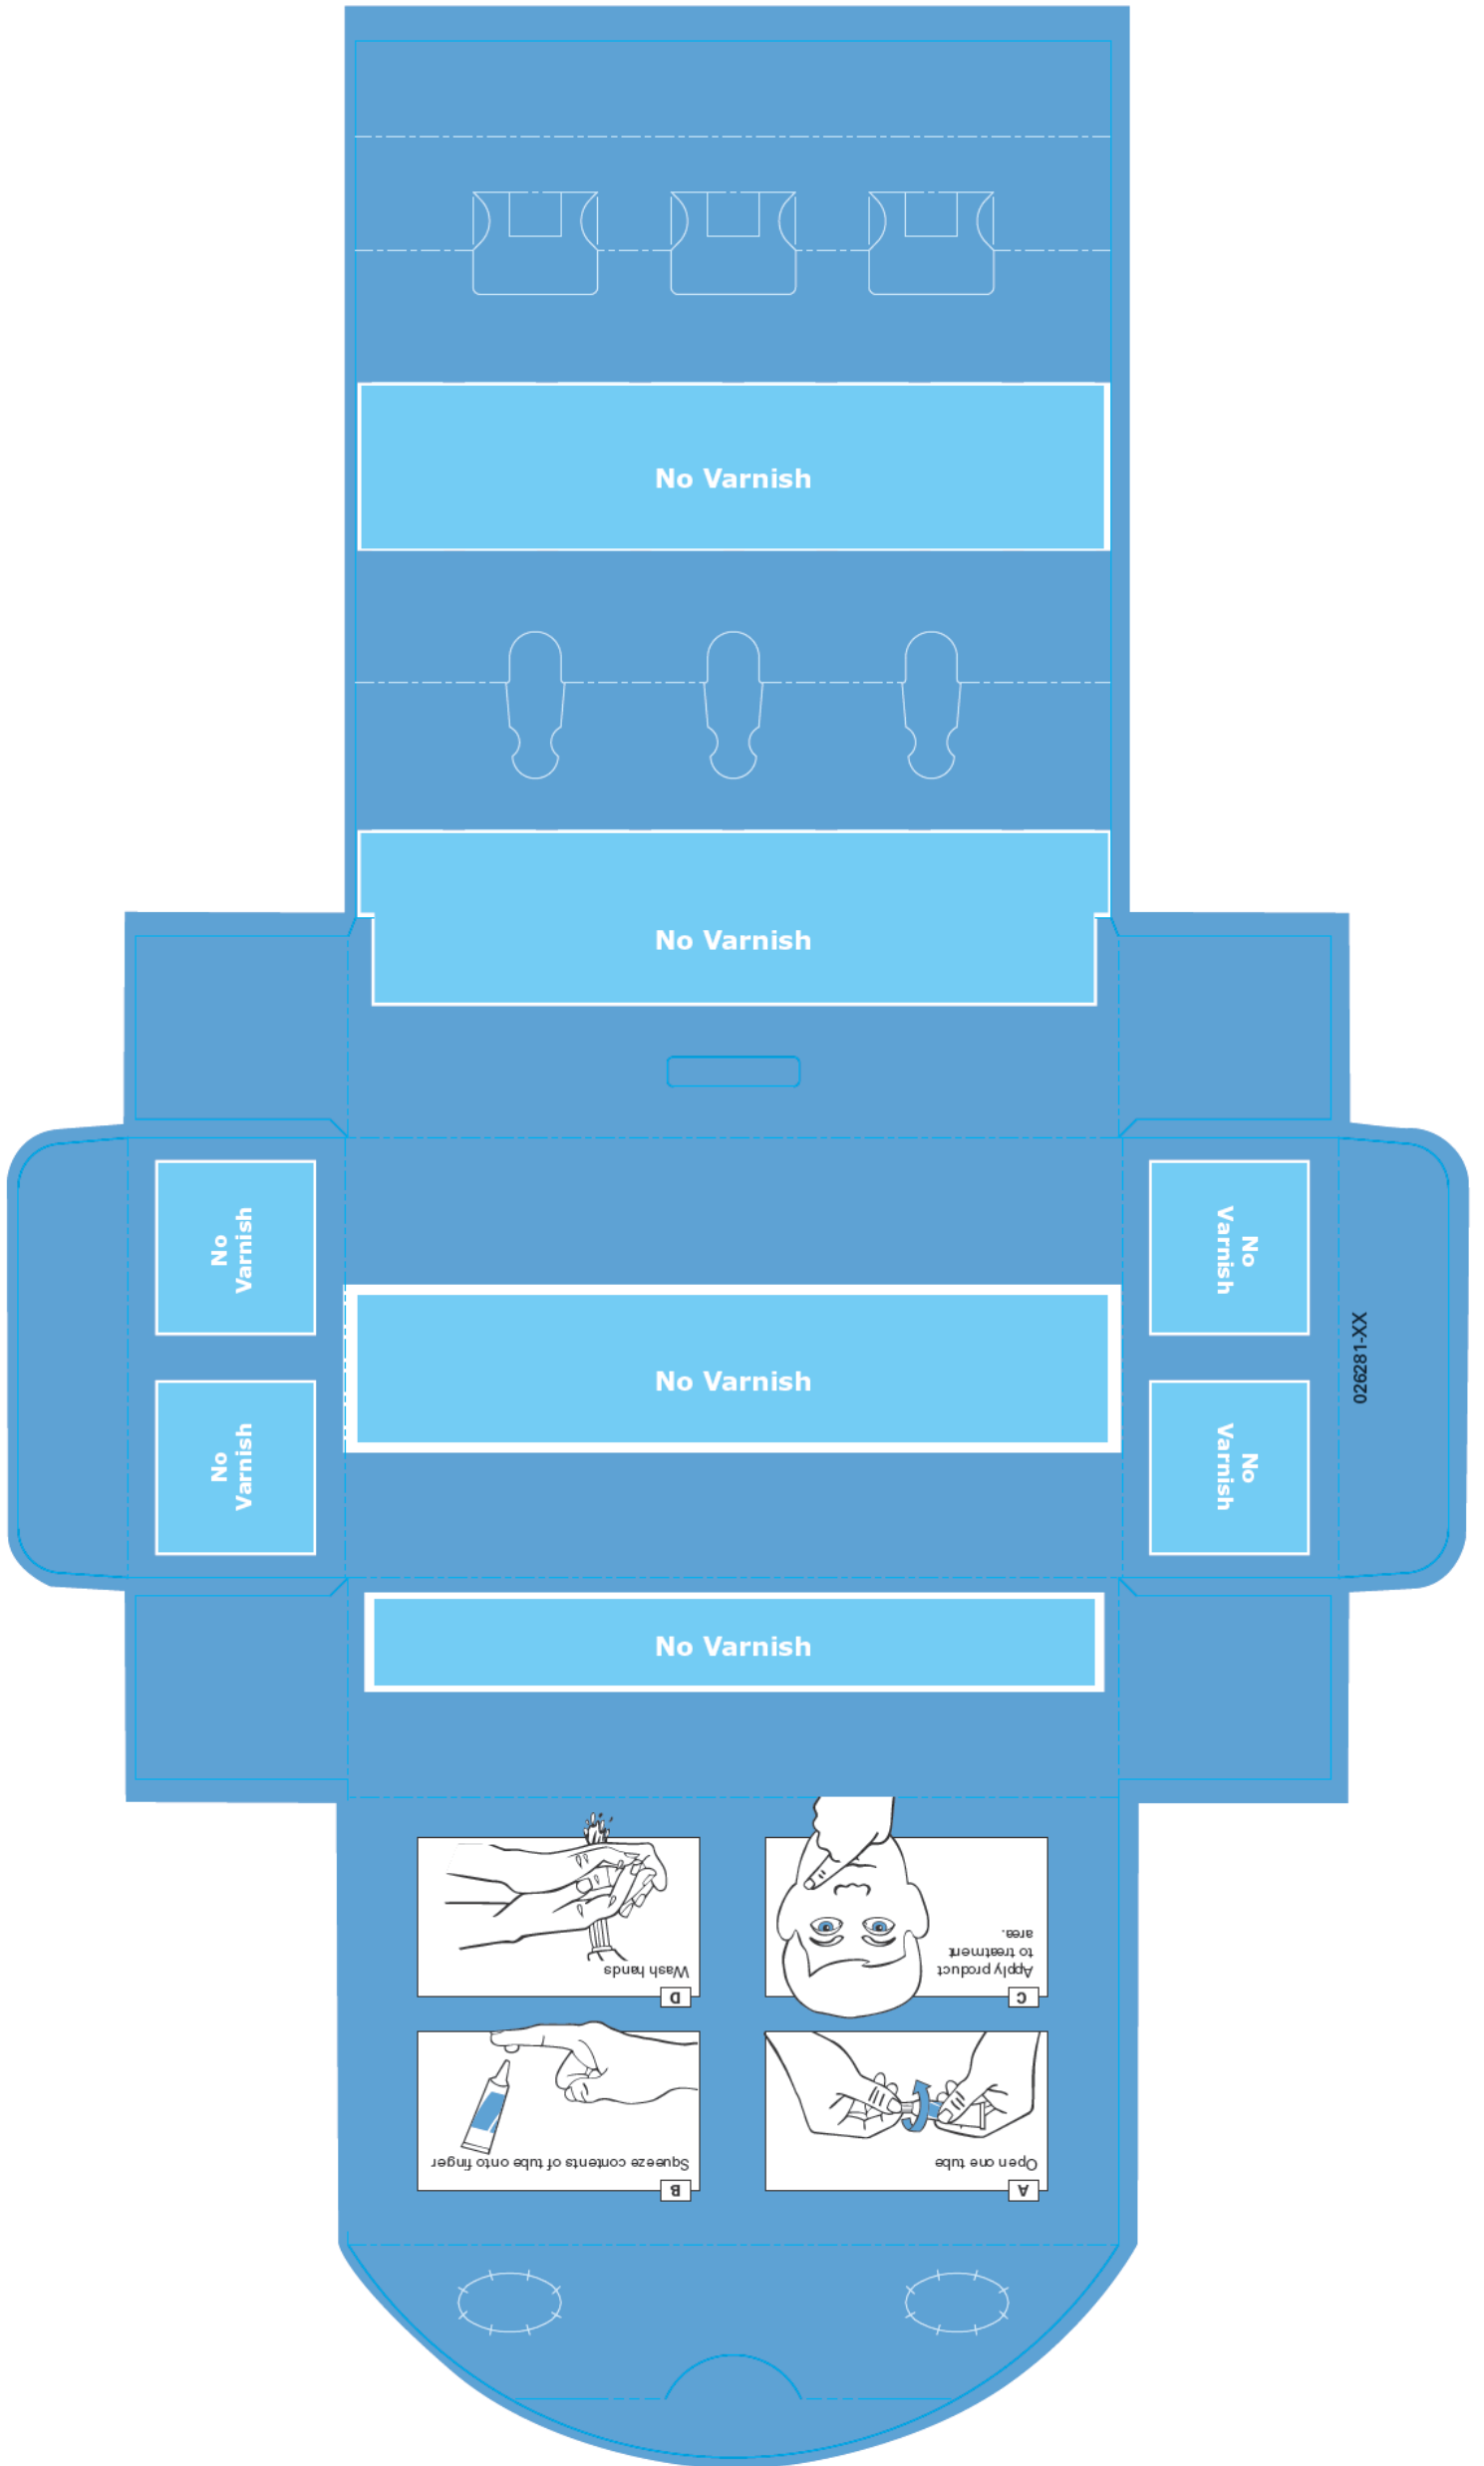 No Varnish
No Varnish
No
Varnish
No
Varnish
No Varnish
026281-XX
No
Varnish
No
Varnish
No Varnish
A
Open one tube
B
Squeeze contents of tube onto finger
C
Apply product
to treatment
area.
D
Wash hands